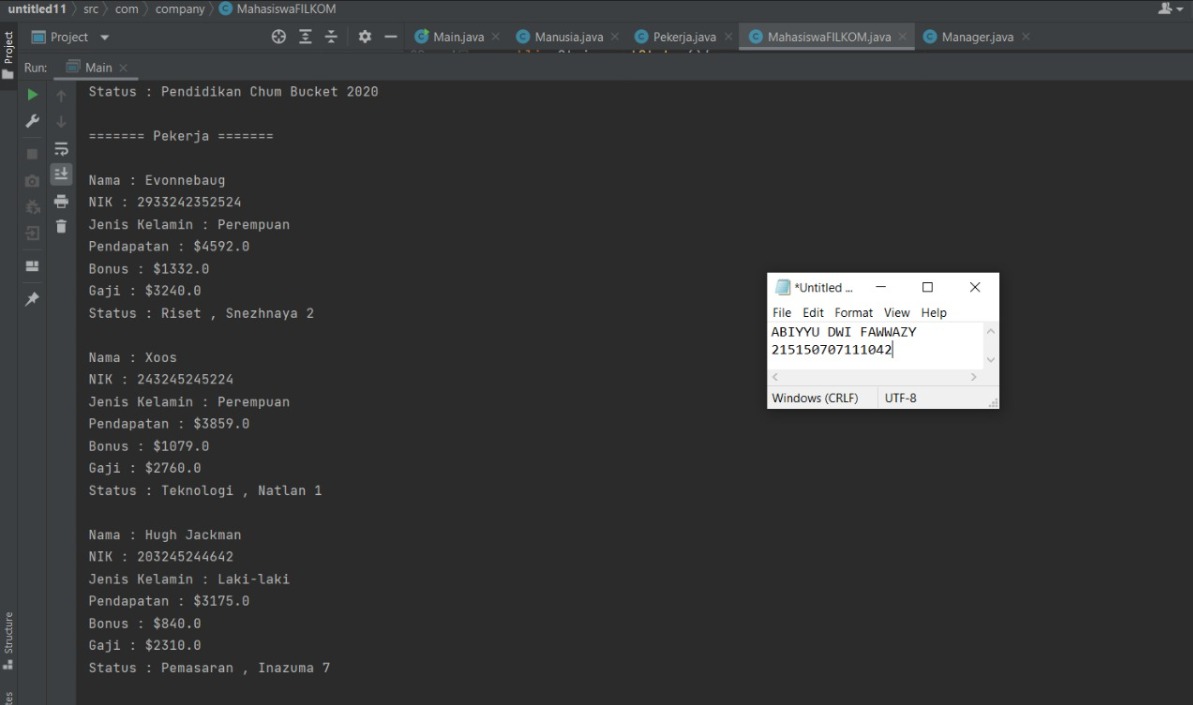 untitled11 src com company MahasiswaFILKOM
Project
Main.java Manusia.java Pekerja.java MahasiswaFILKOM.java Manager.java
Project
Run: Main
Status : Pendidikan Chum Bucket 2020
======= Pekerja =======
Nama : Evonnebaug
NIK : 2933242352524
Jenis Kelamin : Perempuan
Pendapatan : $4592.0
Bonus : $1332.0
Gaji : $3240.0
Status : Riset , Snezhnaya 2
Nama : Xoos
NIK : 243245245224
Jenis Kelamin : Perempuan
Pendapatan : $3859.0
Bonus : $1079.0
Gaji : $2760.0
Status : Teknologi , Natlan 1
Nama : Hugh Jackman
NIK : 203245244642
Jenis Kelamin : Laki-laki
Pendapatan : $3175.0
Bonus : $840.0
Gaji : $2310.0
Status : Pemasaran , Inazuma 7
*Untitled ...
File Edit Format View Help
ABIYYU DWI FAWWAZY
215150707111042
Windows (CRLF) UTF-8
Structure